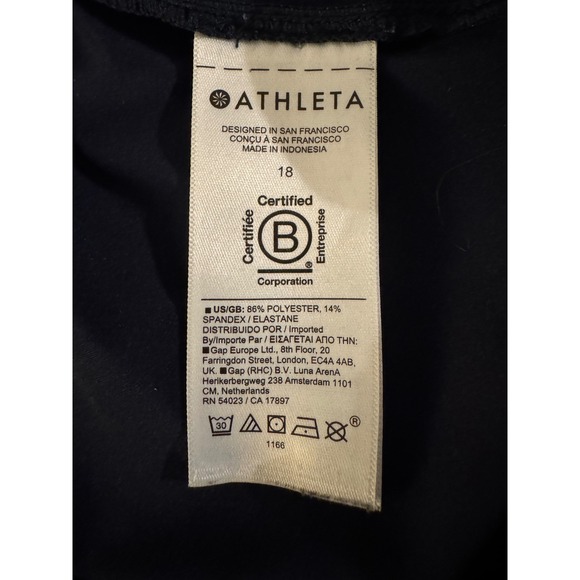 ATHLETA
DESIGNED IN SAN FRANCISCO
CONÇU À SAN FRANCISCO
MADE IN INDONESIA
18
Certified
Certifiée
B
®
Entreprise
Corporation
■ US/GB: 86% POLYESTER, 14%
SPANDEX / ELASTANE
DISTRIBUIDO POR / Imported
By/Importe Par / ΕΙΣΑΓΕΤΑΙ ΑΠΟ ΤΗΝ:
■Gap Europe Ltd., 8th Floor, 20
Farringdon Street, London, EC4A 4AB,
UK. ■Gap (RHC) B.V. Luna ArenA
Herikerbergweg 238 Amsterdam 1101
CM, Netherlands
RN 54023 / CA 17897
30 ®
1166